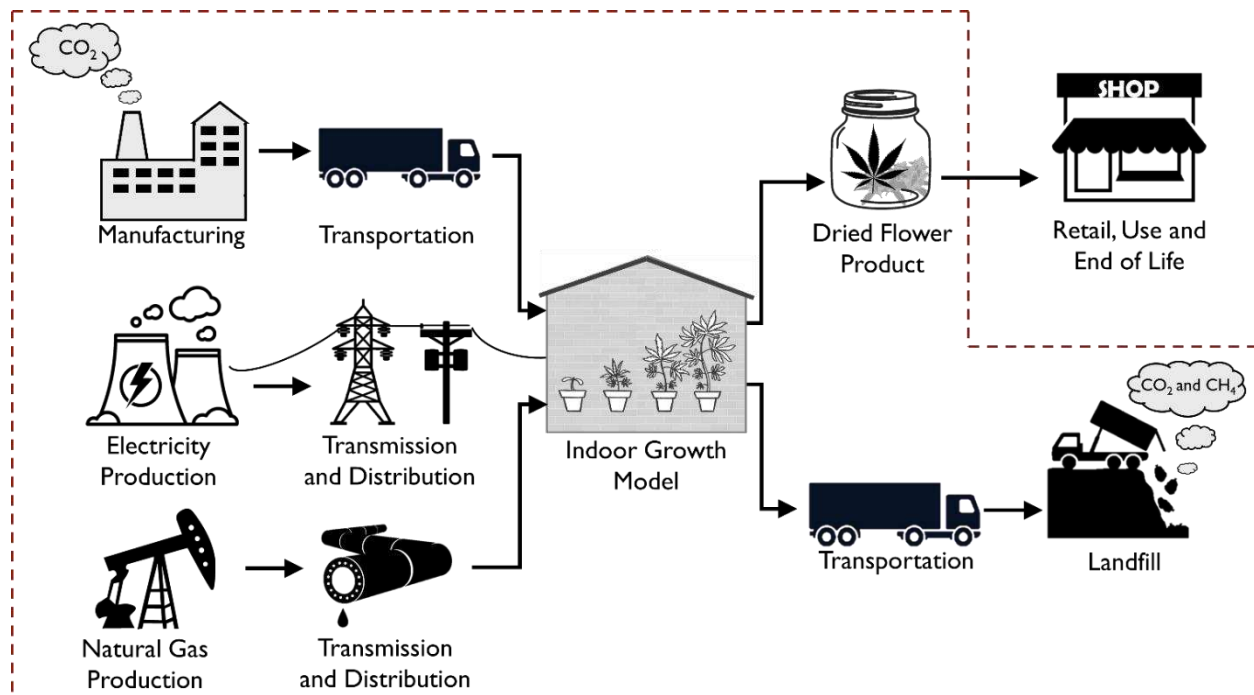 CO₂
Manufacturing
Transportation
Electricity
Production
Transmission
and Distribution
Natural Gas
Production
Transmission
and Distribution
Indoor Growth
Model
Dried Flower
Product
SHOP
Retail, Use and
End of Life
Transportation
CO₂ and CH₄
Landfill